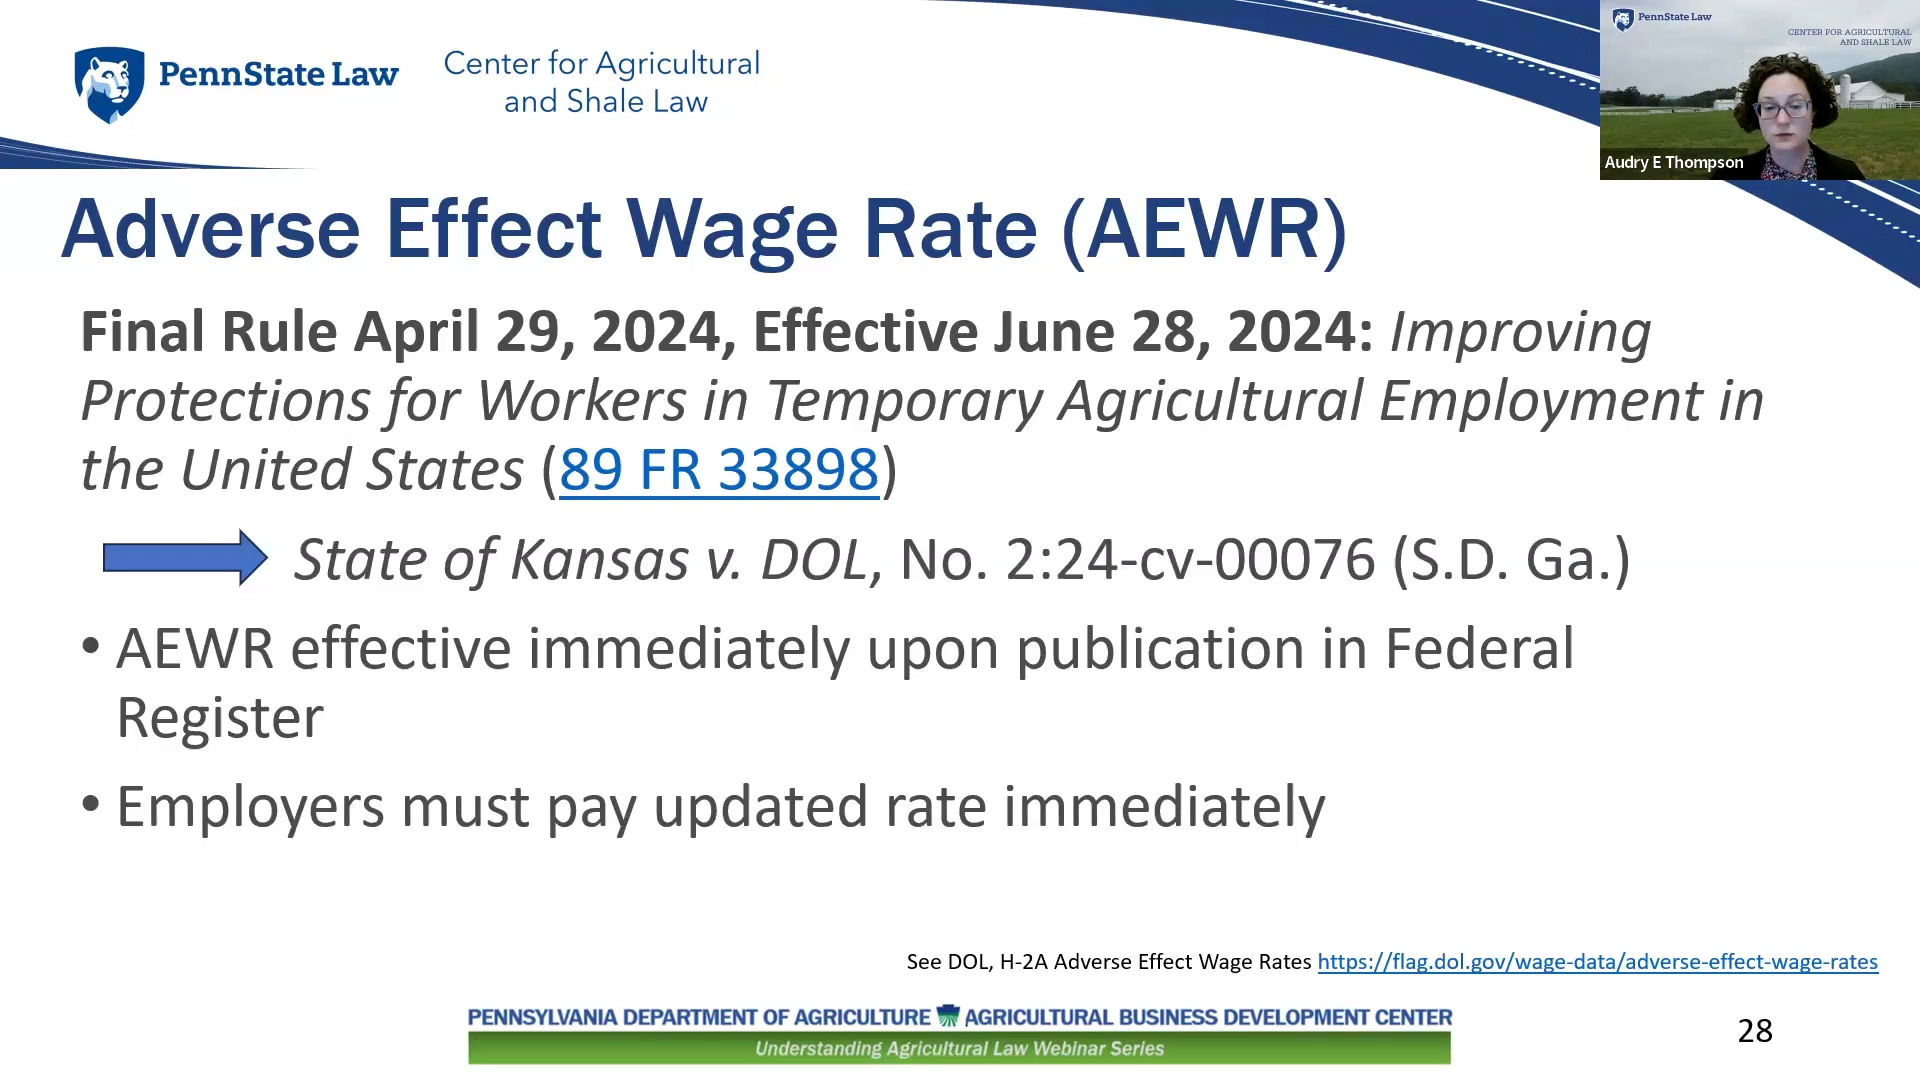 PennState Law
Center for Agricultural
and Shale Law
PennState Law
CENTER FOR AGRICULTURAL
AND SHALE LAW
Audry E Thompson
Adverse Effect Wage Rate (AEWR)
Final Rule April 29, 2024, Effective June 28, 2024: Improving
Protections for Workers in Temporary Agricultural Employment in
the United States (89 FR 33898)
State of Kansas v. DOL, No. 2:24-cv-00076 (S.D. Ga.)
• AEWR effective immediately upon publication in Federal
Register
• Employers must pay updated rate immediately
See DOL, H-2A Adverse Effect Wage Rates https://flag.dol.gov/wage-data/adverse-effect-wage-rates
PENNSYLVANIA DEPARTMENT OF AGRICULTURE AGRICULTURAL BUSINESS DEVELOPMENT CENTER
Understanding Agricultural Law Webinar Series
28